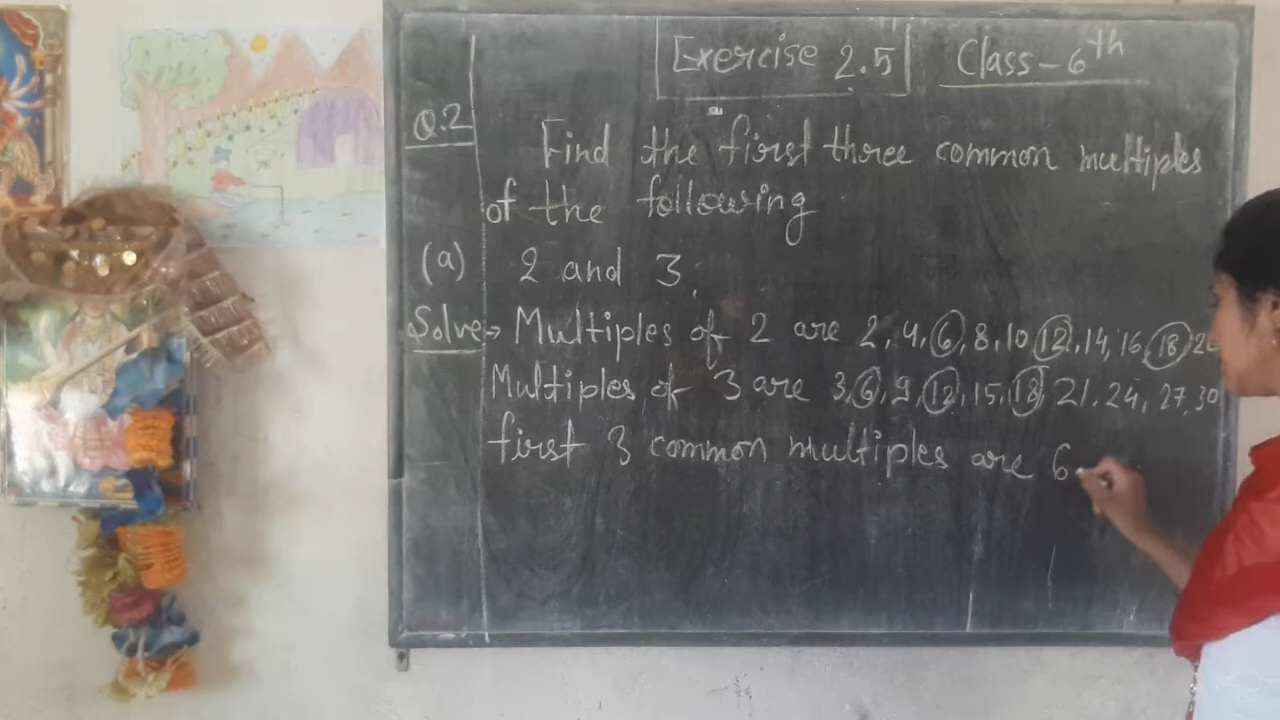 Exercise 2.5 Class-6th
Q.2 Find the first three common multiples
of the following
(a) 2 and 3.
Solve→ Multiples of 2 are 2, 4, 6, 8, 10, 12, 14, 16, 18
Multiples of 3 are 3, 6, 9, 12, 15, 18, 21, 24, 27, 30
first 3 common multiples are 6